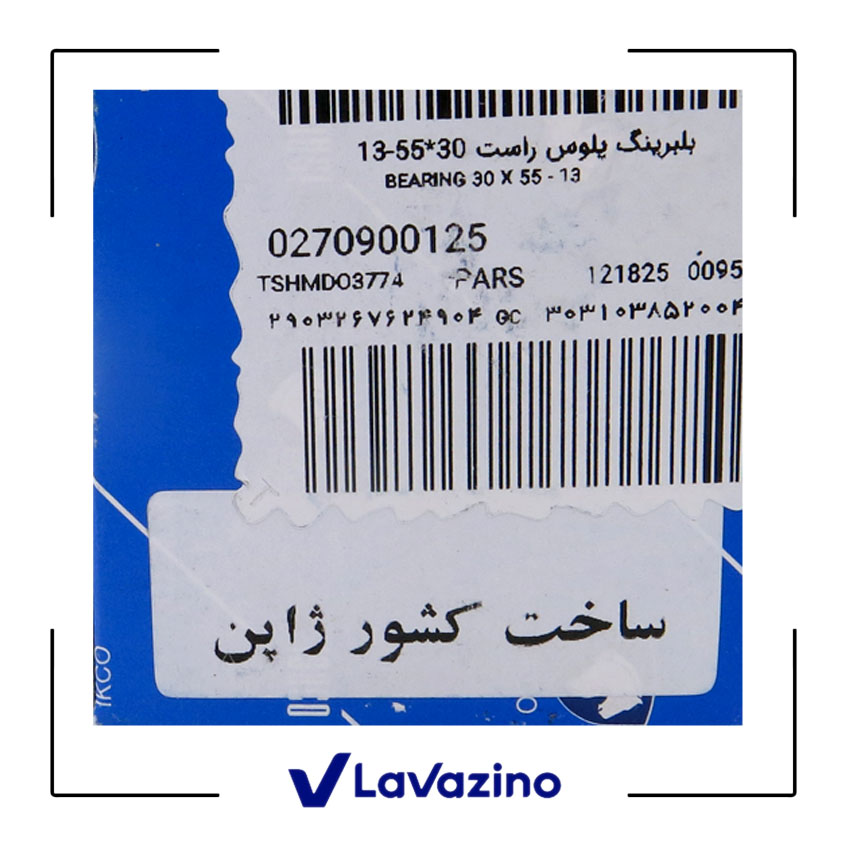 بلبرینگ پلوس راست 30*55-13
BEARING 30 X 55 - 13
0270900125
TSHMDO3774 PARS 121825 0095
۲۹۰۳۲۶۷۶۲۴۹۰۴ GC ۳۰۳۱۰۳۸۵۲۰۰۴
ساخت کشور ژاپن
IKCO
LaVazino